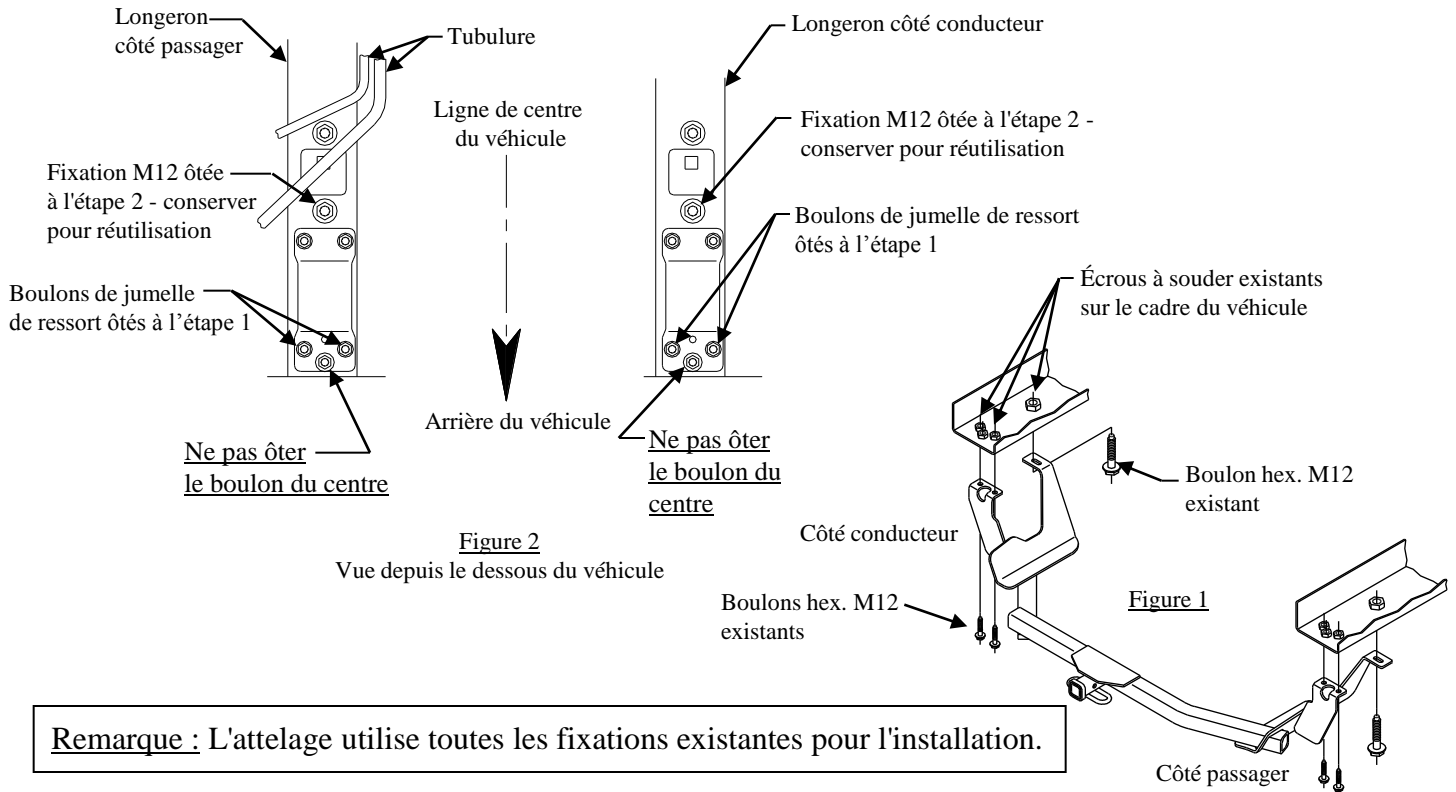 Longeron
côté passager
Tubulure
Longeron côté conducteur
Ligne de centre
du véhicule
Fixation M12 ôtée à l'étape 2 -
conserver pour réutilisation
Fixation M12 ôtée
à l'étape 2 - conserver
pour réutilisation
Boulons de jumelle de ressort
ôtés à l’étape 1
Boulons de jumelle
de ressort ôtés à l’étape 1
Écrous à souder existants
sur le cadre du véhicule
Arrière du véhicule
Ne pas ôter
le boulon du centre
Ne pas ôter
le boulon du
centre
Boulon hex. M12
existant
Côté conducteur
Figure 2
Vue depuis le dessous du véhicule
Boulons hex. M12
existants
Figure 1
Remarque : L'attelage utilise toutes les fixations existantes pour l'installation.
Côté passager